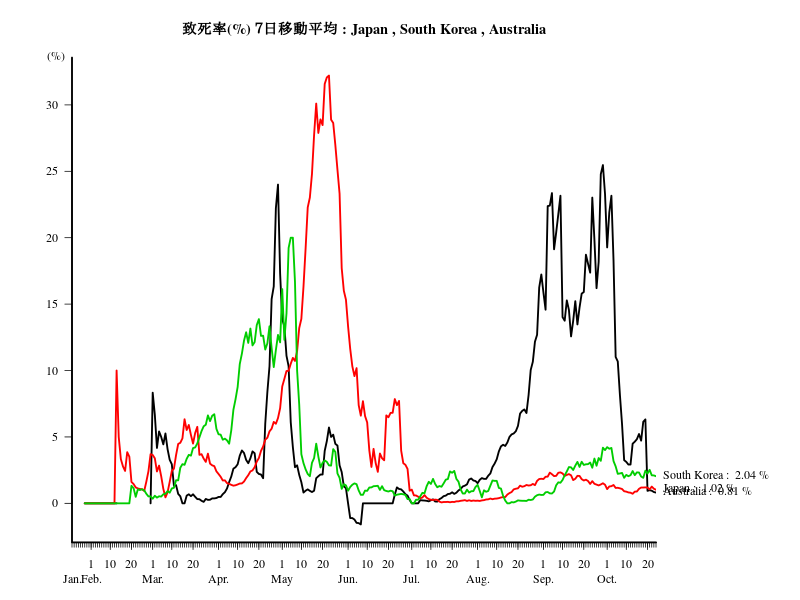 致死率(%) 7日移動平均 : Japan , South Korea , Australia
(%)
30
25
20
15
10
5
0
South Korea : 2.04 %
Japan : 1.02 %
Australia : 0.81 %
1 10 20 1 10 20 1 10 20 1 10 20 1 10 20 1 10 20 1 10 20 1 10 20 1 10 20
Jan. Feb. Mar. Apr. May Jun. Jul. Aug. Sep. Oct.